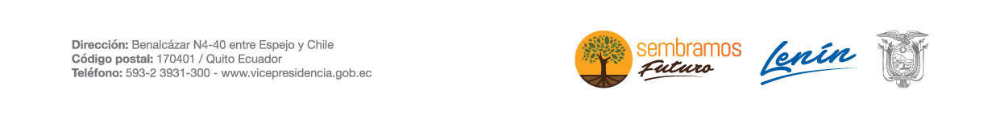 Dirección: Benalcázar N4-40 entre Espejo y Chile
Código postal: 170401 / Quito Ecuador
Teléfono: 593-2 3931-300 - www.vicepresidencia.gob.ec
sembramos
Futuro
Lenín